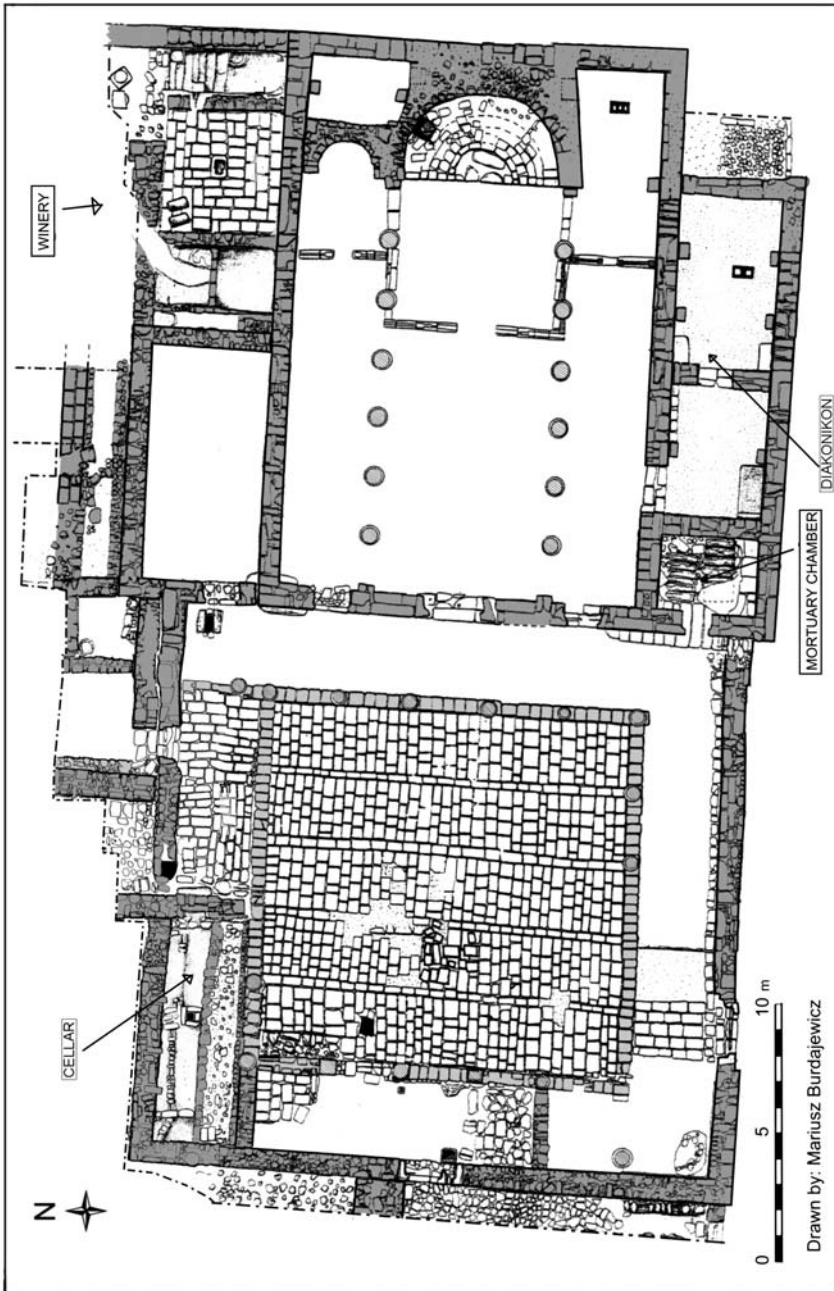 WINERY
DIAKONIKON
MORTUARY CHAMBER
CELLAR
N
0 5 10 m
Drawn by: Mariusz Burdajewicz